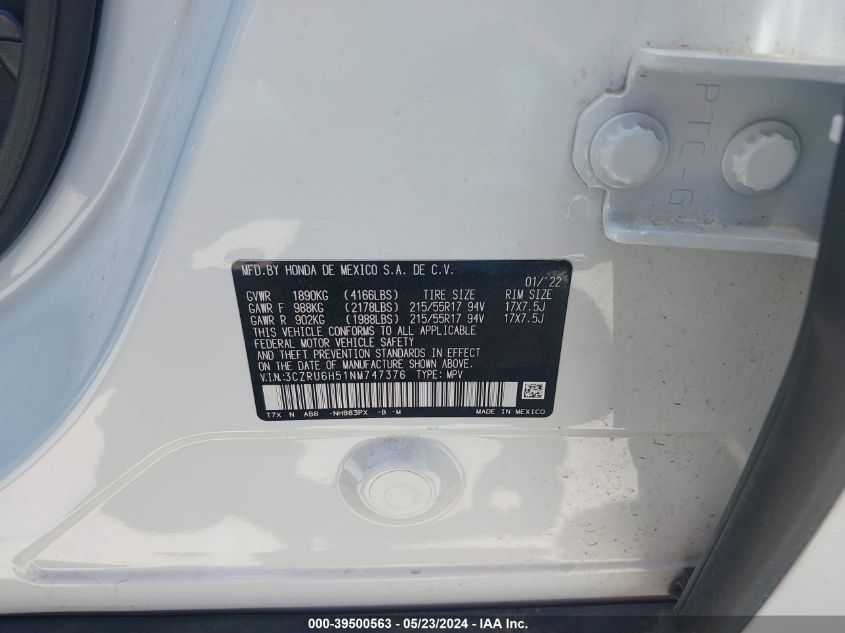 PTC-G
MFD.BY HONDA DE MEXICO S.A. DE C.V.
01/'22
GVWR 1890KG (4166LBS) TIRE SIZE RIM SIZE
GAWR F 988KG (2178LBS) 215/55R17 94V 17X7.5J
GAWR R 902KG (1988LBS) 215/55R17 94V 17X7.5J
THIS VEHICLE CONFORMS TO ALL APPLICABLE
FEDERAL MOTOR VEHICLE SAFETY
AND THEFT PREVENTION STANDARDS IN EFFECT
ON THE DATE OF MANUFACTURE SHOWN ABOVE.
V.I.N.:3CZRU6H51NM747376 TYPE: MPV
T7X N AB8 -NH883PX -B -M MADE IN MEXICO
000-39500563 - 05/23/2024 - IAA Inc.